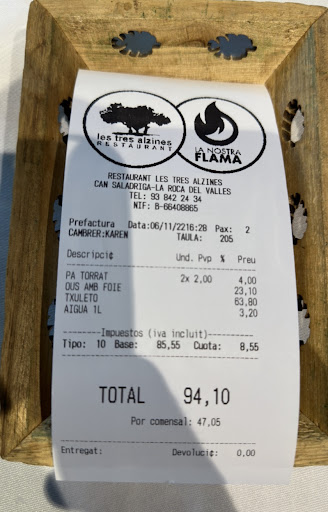 les tres alzines
RESTAURANT
LA NOSTRA
FLAMA
RESTAURANT LES TRES ALZINES
CAN SALADRIGA-LA ROCA DEL VALLES
TEL: 93 842 24 34
NIF: B-66408865
Prefactura Data:06/11/2216:28 Pax: 2
CAMBRER:KAREN TAULA: 205
Descripci¢ Und. Pvp % Preu
PA TORRAT 2x 2,00 4,00
OUS AMB FOIE 23,10
TXULETO 63,80
AIGUA 1L 3,20
Impuestos (iva incluit)
Tipo: 10 Base: 85,55 Cuota: 8,55
TOTAL 94,10
Por comensal: 47,05
Entregat: Devoluci¢: 0,00